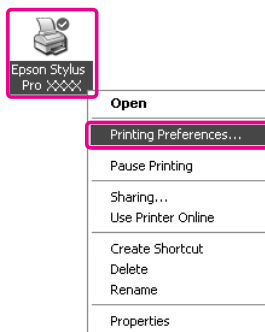 Epson Stylus
Pro XXXX
Open
Printing Preferences...
Pause Printing
Sharing...
Use Printer Online
Create Shortcut
Delete
Rename
Properties